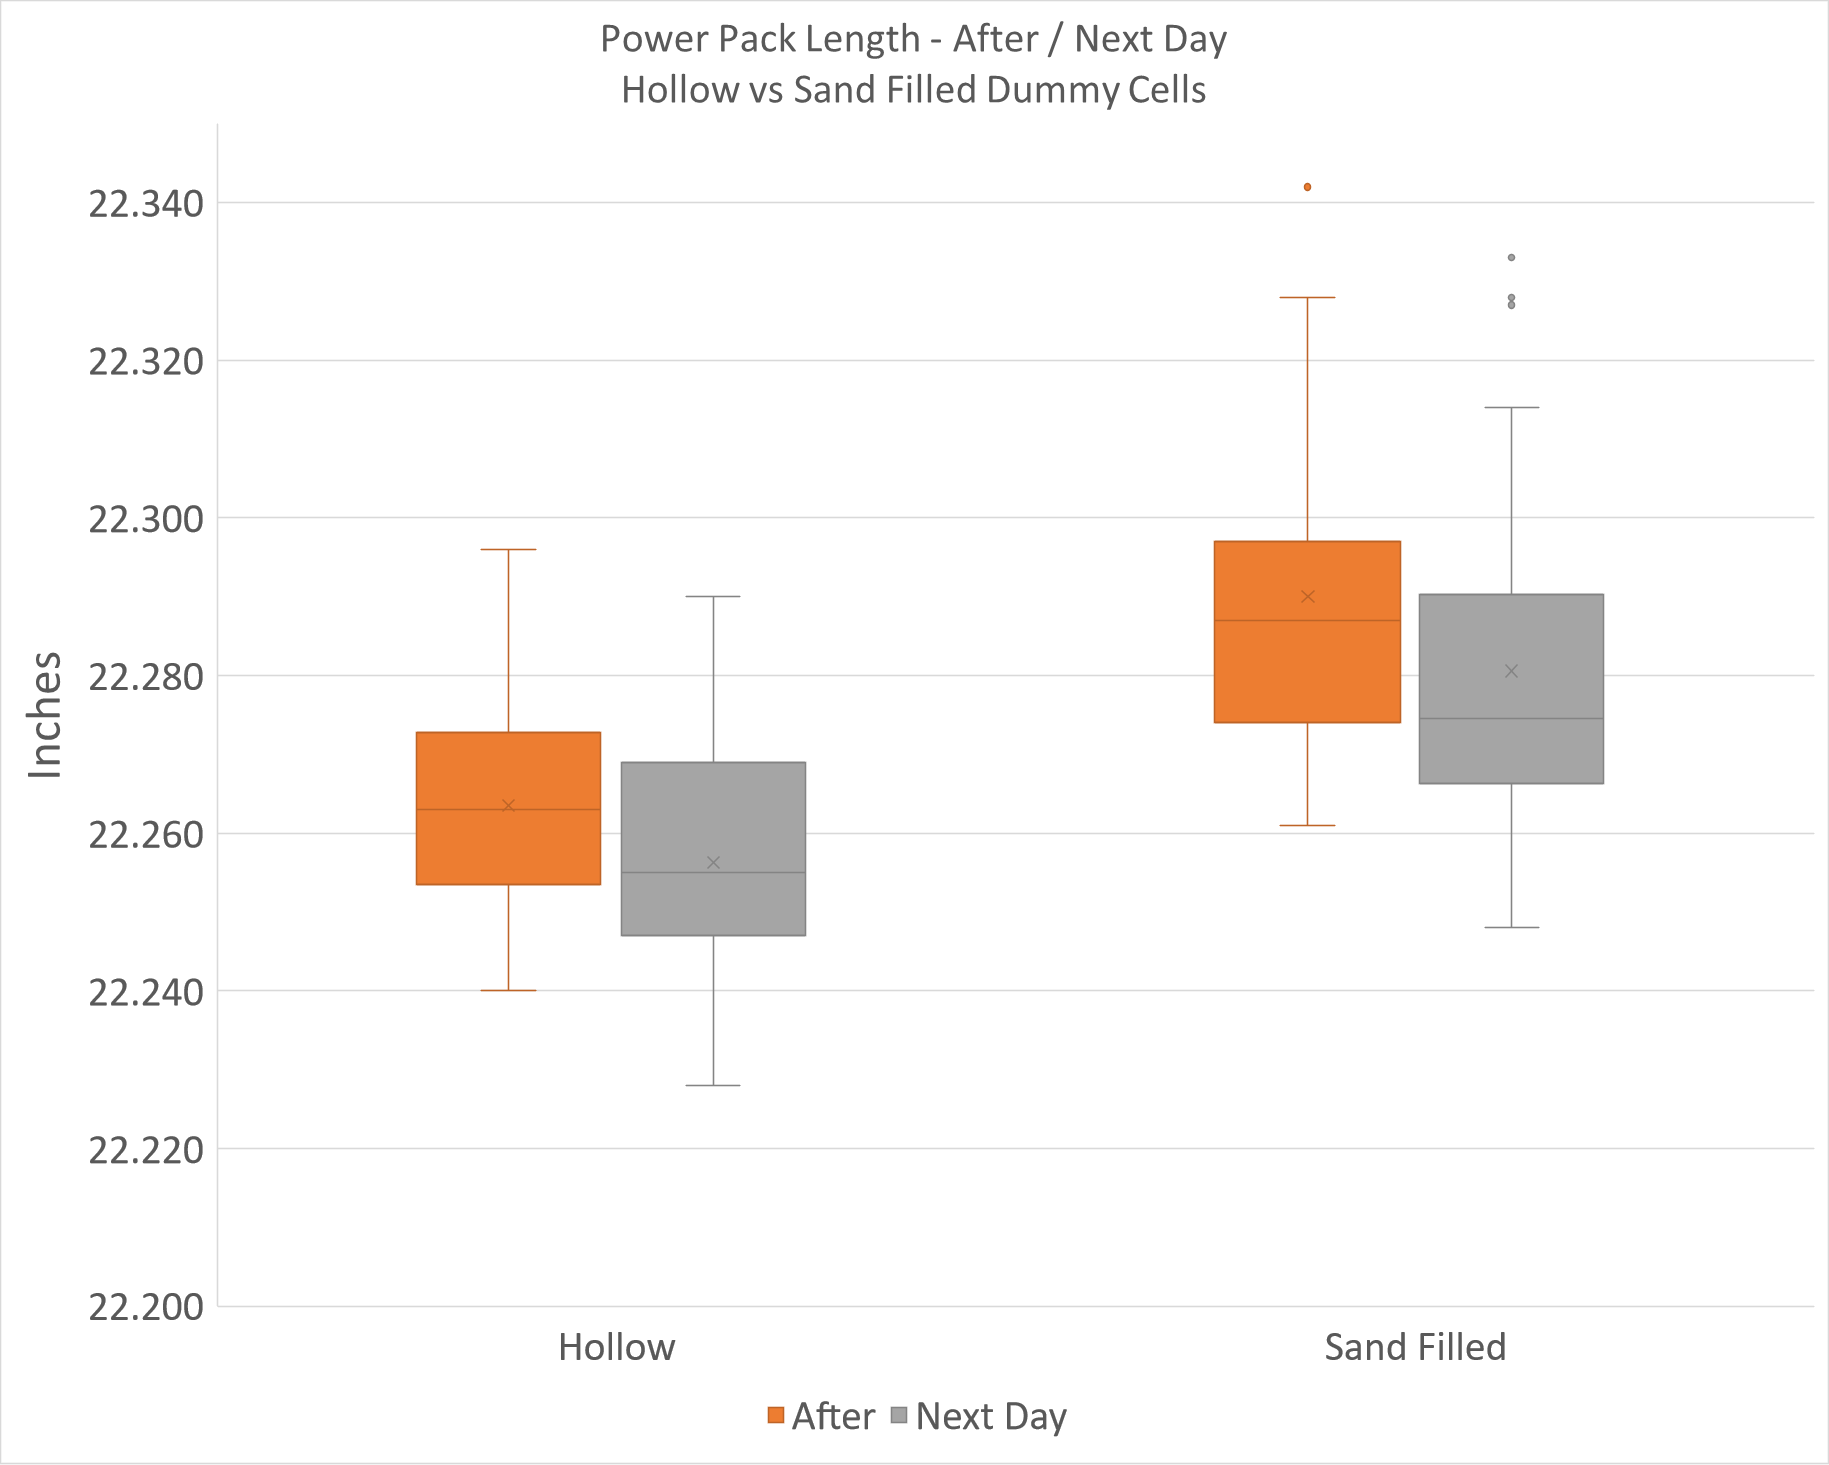 Power Pack Length - After / Next Day
Hollow vs Sand Filled Dummy Cells
22.340
22.320
22.300
22.280
22.260
22.240
22.220
22.200
Inches
Hollow
Sand Filled
After
Next Day